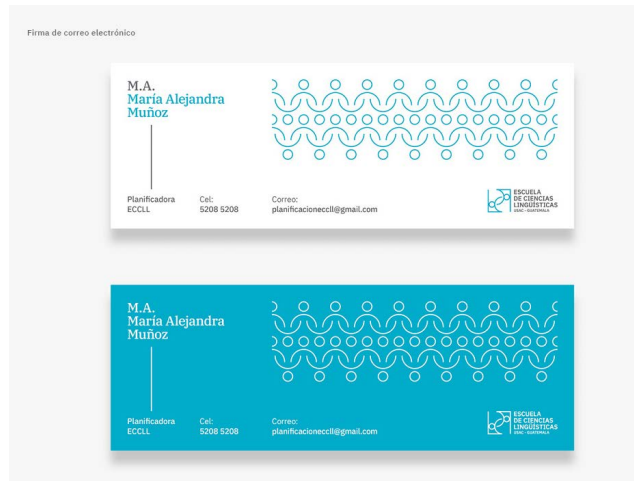 Firma de correo electrónico
M.A.
María Alejandra
Muñoz
Planificadora
ECCLL
Cel:
5208 5208
Correo:
planificacioneccll@gmail.com
ESCUELA
DE CIENCIAS
LINGÜÍSTICAS
USAC - GUATEMALA
M.A.
María Alejandra
Muñoz
Planificadora
ECCLL
Cel:
5208 5208
Correo:
planificacioneccll@gmail.com
ESCUELA
DE CIENCIAS
LINGÜÍSTICAS
USAC - GUATEMALA